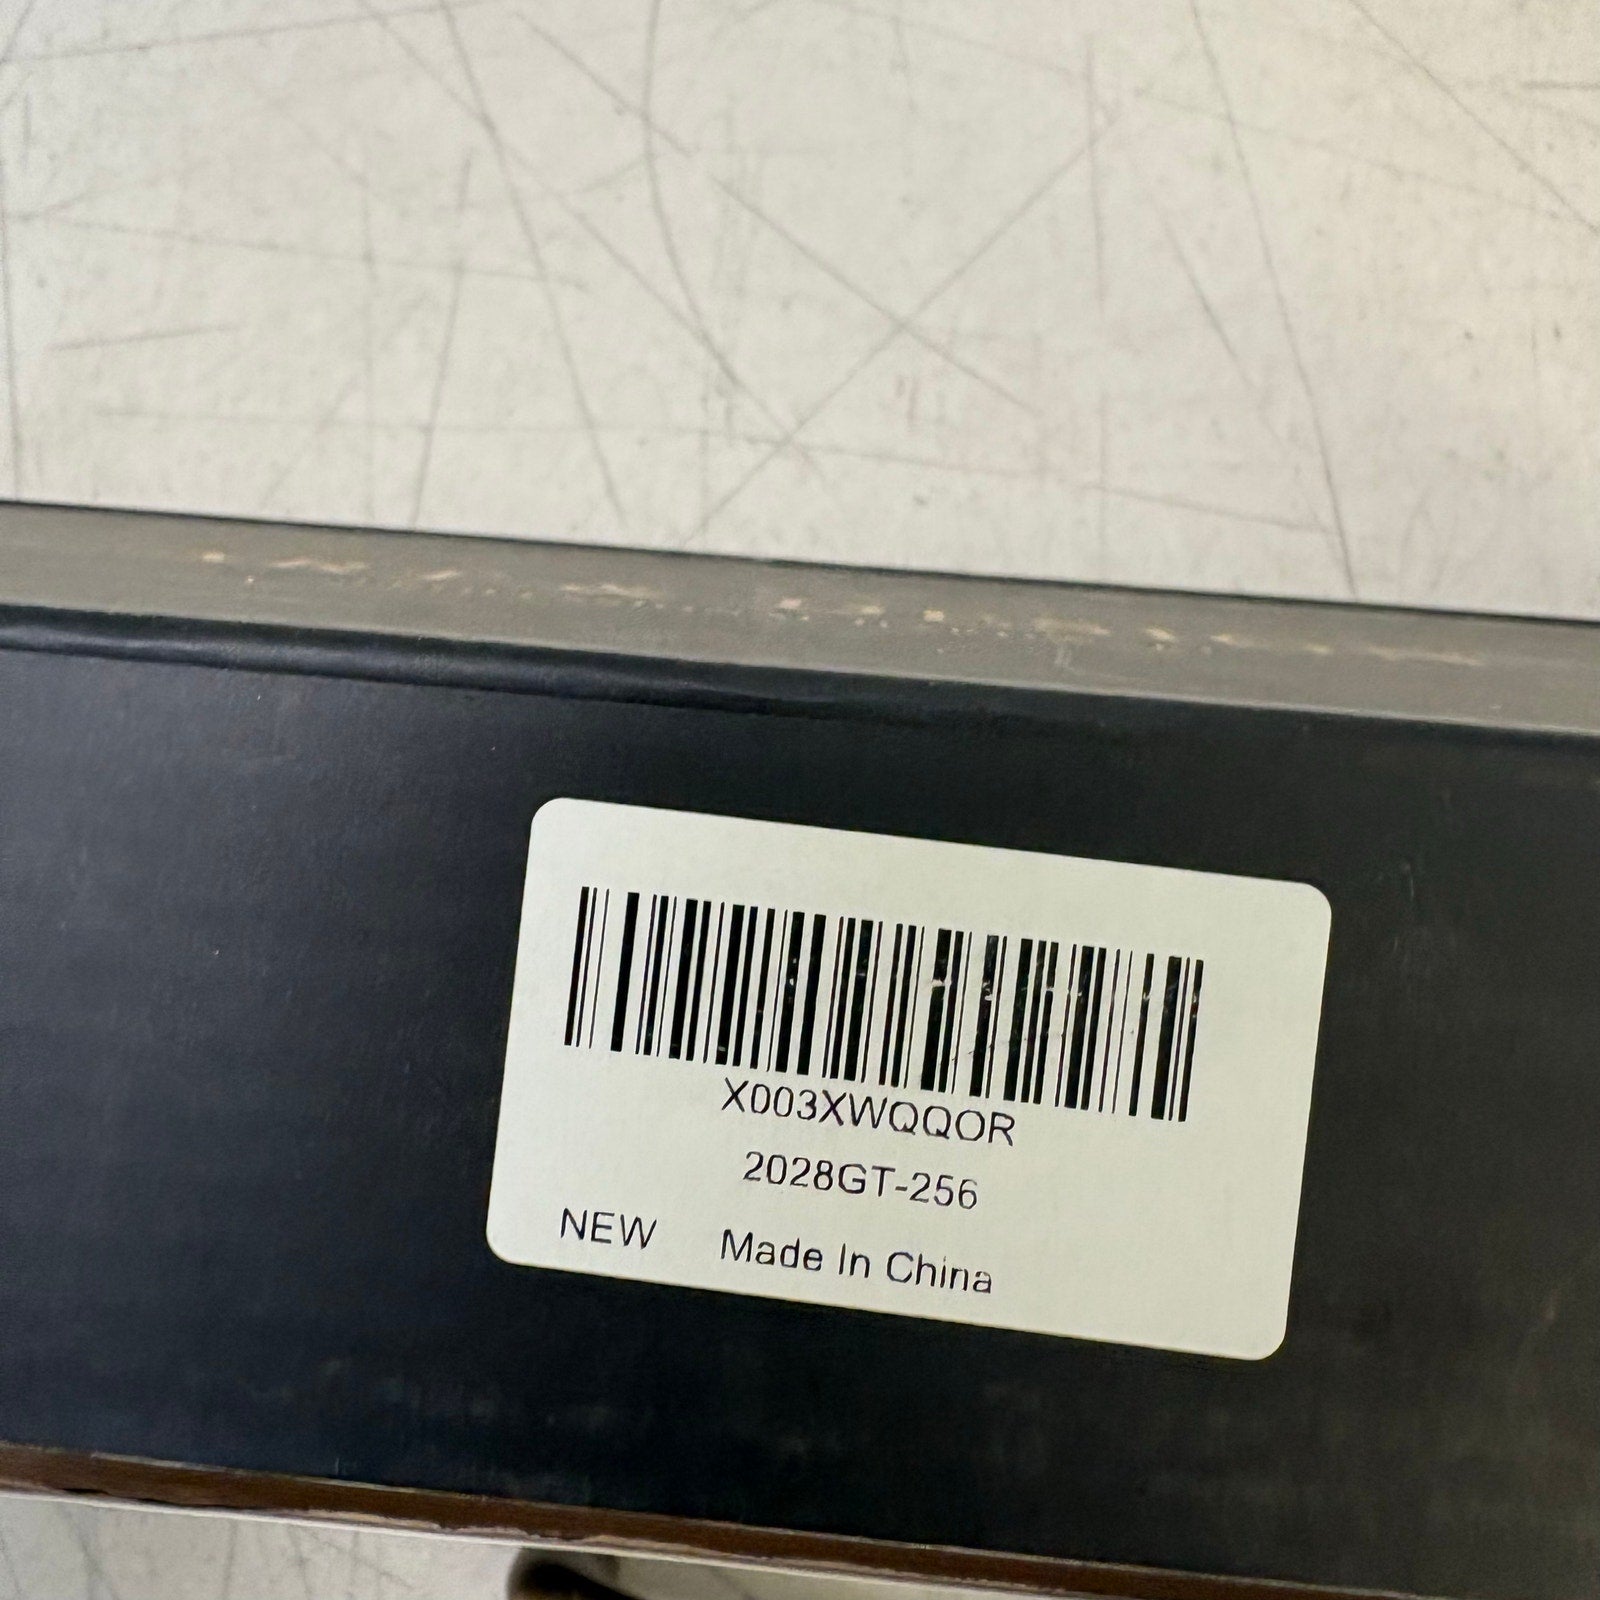 X003XWQQOR
2028GT-256
NEW Made In China